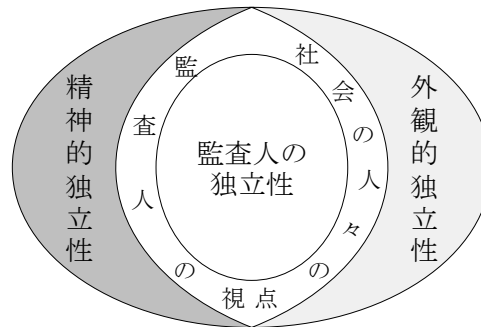 精神的独立性
監査人の視点
監査人の
独立性
社会の人々の視点
外観的独立性